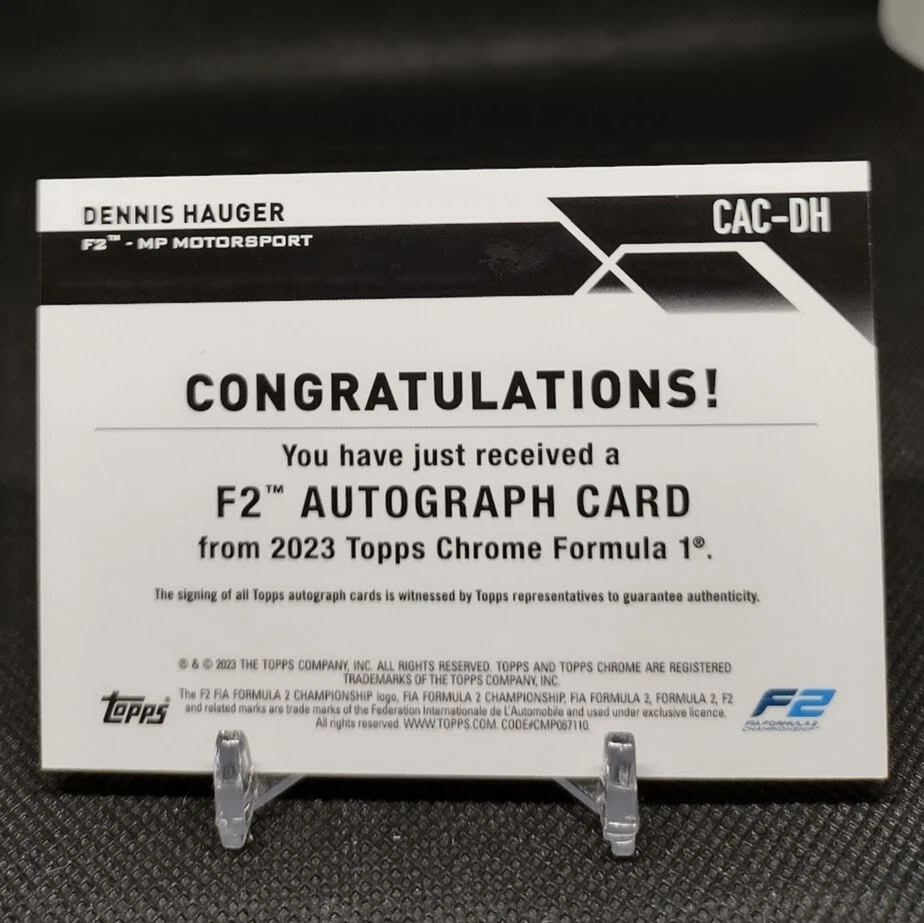 DENNIS HAUGER
F2™ - MP MOTORSPORT
CAC-DH
CONGRATULATIONS!
You have just received a
F2™ AUTOGRAPH CARD
from 2023 Topps Chrome Formula 1®.
The signing of all Topps autograph cards is witnessed by Topps representatives to guarantee authenticity.
® & © 2023 THE TOPPS COMPANY, INC. ALL RIGHTS RESERVED. TOPPS AND TOPPS CHROME ARE REGISTERED
TRADEMARKS OF THE TOPPS COMPANY, INC.
The F2 FIA FORMULA 2 CHAMPIONSHIP logo, FIA FORMULA 2 CHAMPIONSHIP, FIA FORMULA 2, FORMULA 2, F2
and related marks are trade marks of the Federation Internationale de L'Automobile and used under exclusive licence.
All rights reserved. WWW.TOPPS.COM. CODE#CMP067110.
Topps®
F2
FIA FORMULA 2
CHAMPIONSHIP™